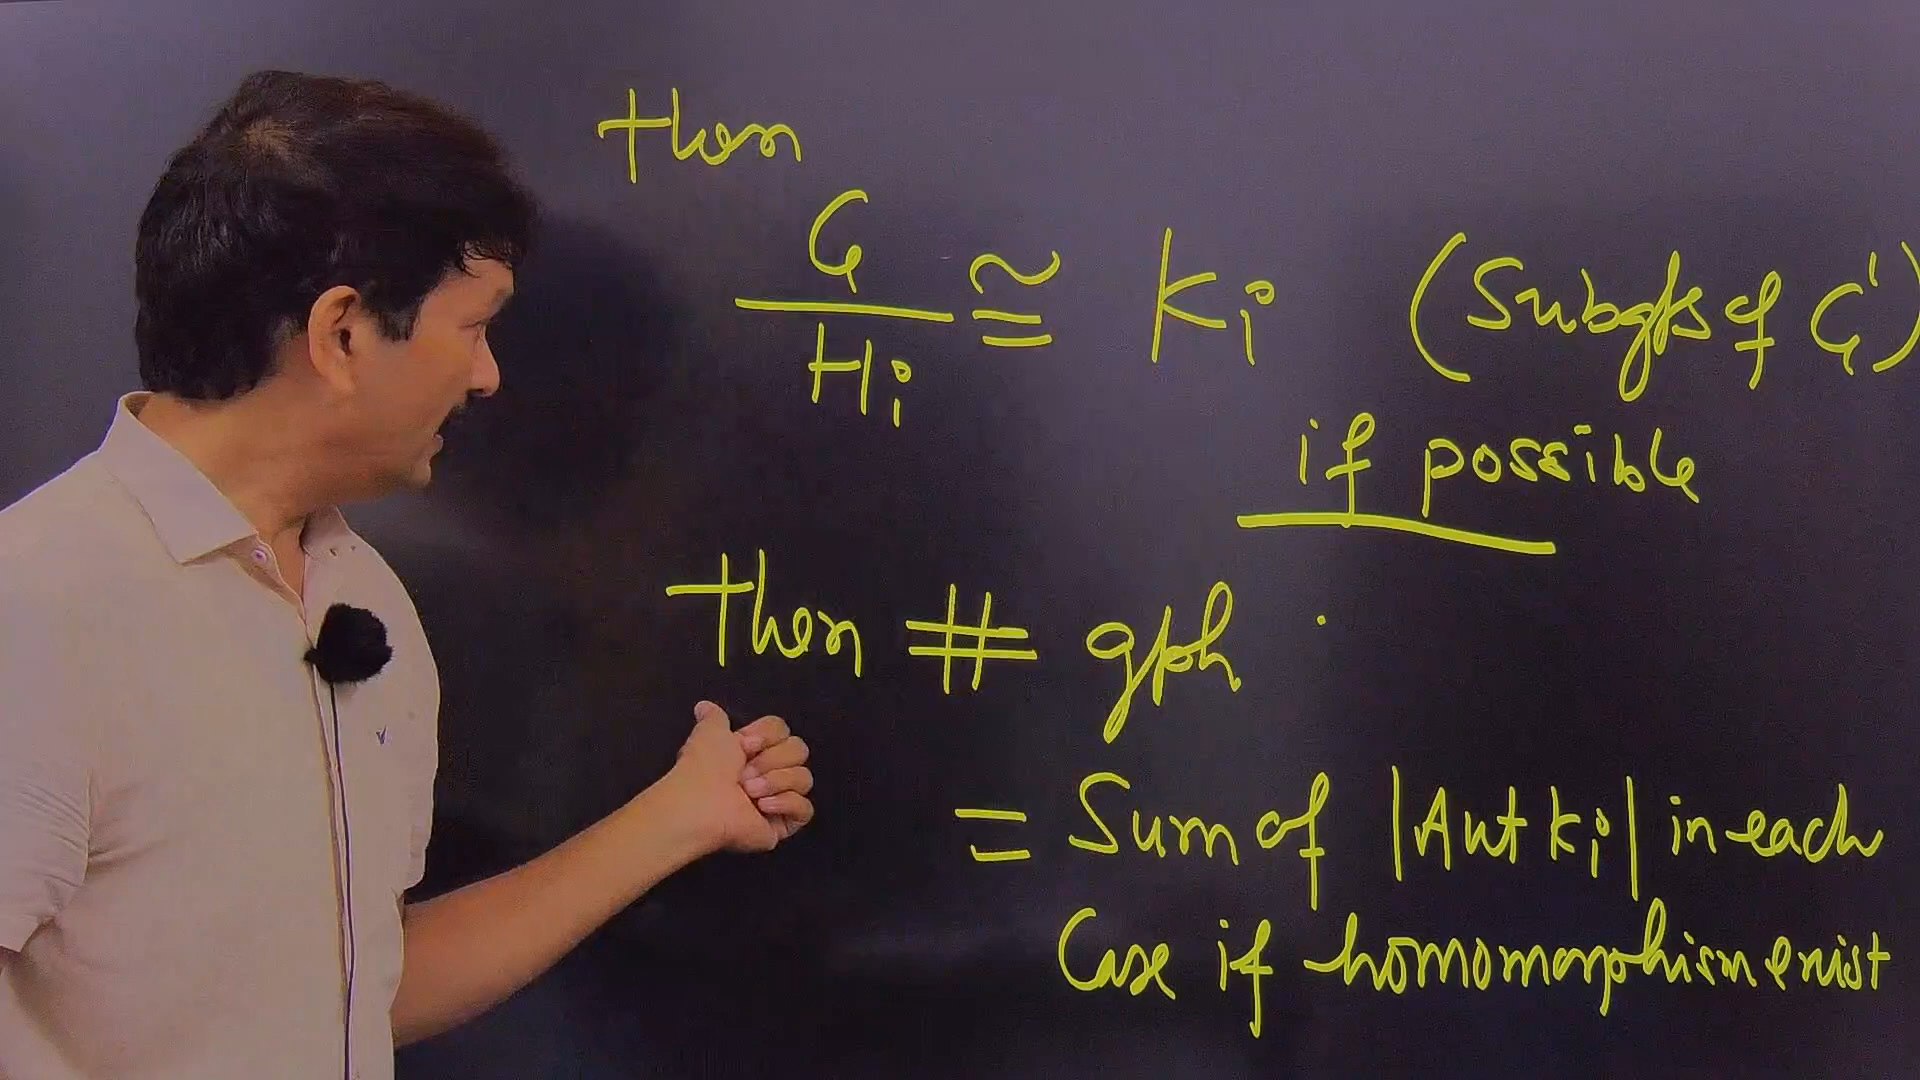 then
G
Hi
≅ Ki (Subgps of G')
if possible
then # gph
= Sum of |Aut Ki| in each
Case if homomorphism exist